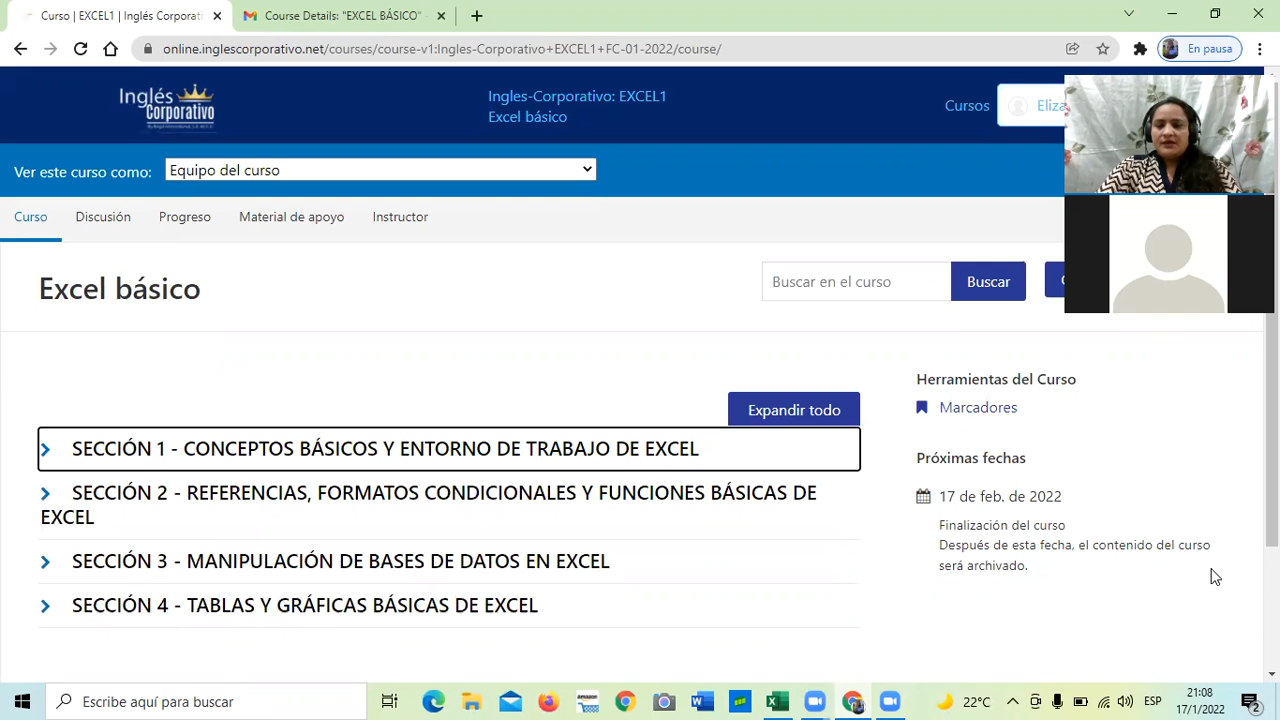 Curso | EXCEL1 | Inglés Corporati
Course Details: "EXCEL BÁSICO" -
online.inglescorporativo.net/courses/course-v1:Ingles-Corporativo+EXCEL1+FC-01-2022/course/
En pausa
Inglés
Corporativo
Ingles-Corporativo: EXCEL1
Excel básico
Cursos
Eliza
Ver este curso como:
Equipo del curso
Curso
Discusión
Progreso
Material de apoyo
Instructor
Excel básico
Buscar en el curso
Buscar
Herramientas del Curso
Marcadores
Expandir todo
SECCIÓN 1 - CONCEPTOS BÁSICOS Y ENTORNO DE TRABAJO DE EXCEL
SECCIÓN 2 - REFERENCIAS, FORMATOS CONDICIONALES Y FUNCIONES BÁSICAS DE
EXCEL
SECCIÓN 3 - MANIPULACIÓN DE BASES DE DATOS EN EXCEL
SECCIÓN 4 - TABLAS Y GRÁFICAS BÁSICAS DE EXCEL
Próximas fechas
17 de feb. de 2022
Finalización del curso
Después de esta fecha, el contenido del curso
será archivado.
Escribe aquí para buscar
amazon
22°C
ESP
21:08
17/1/2022
2